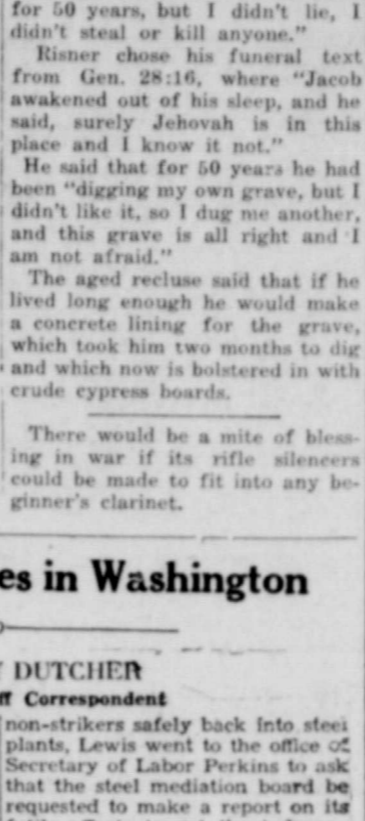 for 50 years, but I didn't lie, I
didn't steal or kill anyone."
Risner chose his funeral text
from Gen. 28:16, where "Jacob
awakened out of his sleep, and he
said, surely Jehovah is in this
place and I know it not."
He said that for 50 years he had
been "digging my own grave, but I
didn't like it, so I dug me another,
and this grave is all right and I
am not afraid."
The aged recluse said that if he
lived long enough he would make
a concrete lining for the grave,
which took him two months to dig
and which now is bolstered in with
crude cypress boards.
There would be a mite of bless-
ing in war if its rifle silencers
could be made to fit into any be-
ginner's clarinet.
es in Washington
DUTCHER
ff Correspondent
non-strikers safely back into steel
plants, Lewis went to the office of
Secretary of Labor Perkins to ask
that the steel mediation board be
requested to make a report on its